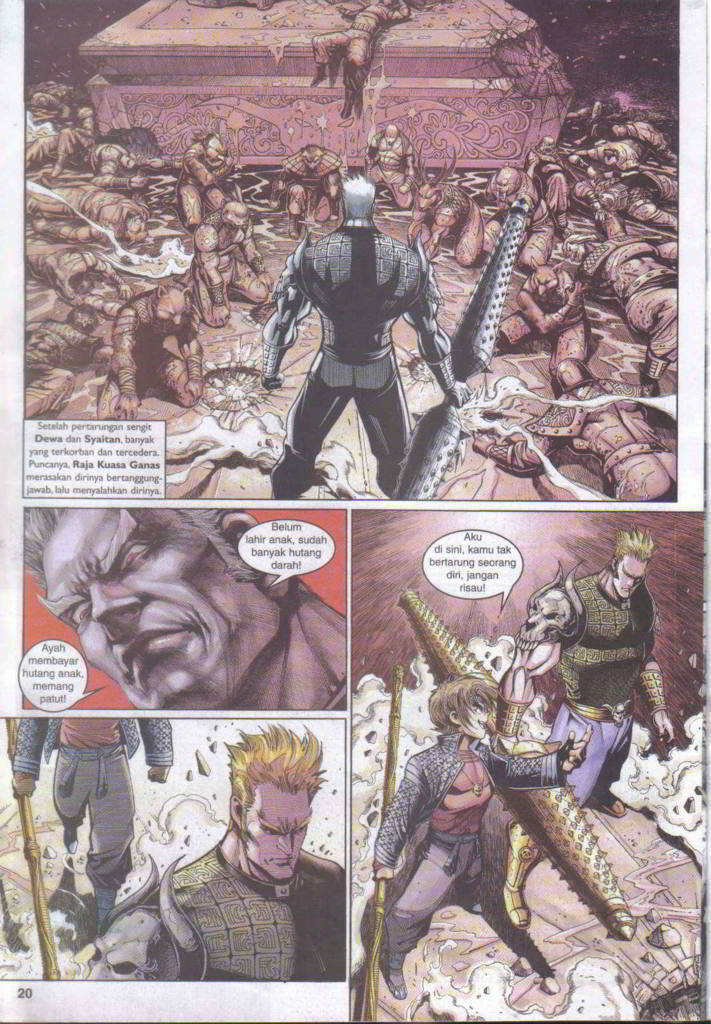 Setelah pertarungan sengit
Dewa dan Syaitan, banyak
yang terkorban dan tercedera.
Puncanya, Raja Kuasa Ganas
merasakan dirinya bertanggung-
jawab, lalu menyalahkan dirinya.
Belum
lahir anak, sudah
banyak hutang
darah!
Ayah
membayar
hutang anak,
memang
patut!
Aku
di sini, kamu tak
bertarung seorang
diri, jangan
risau!
20